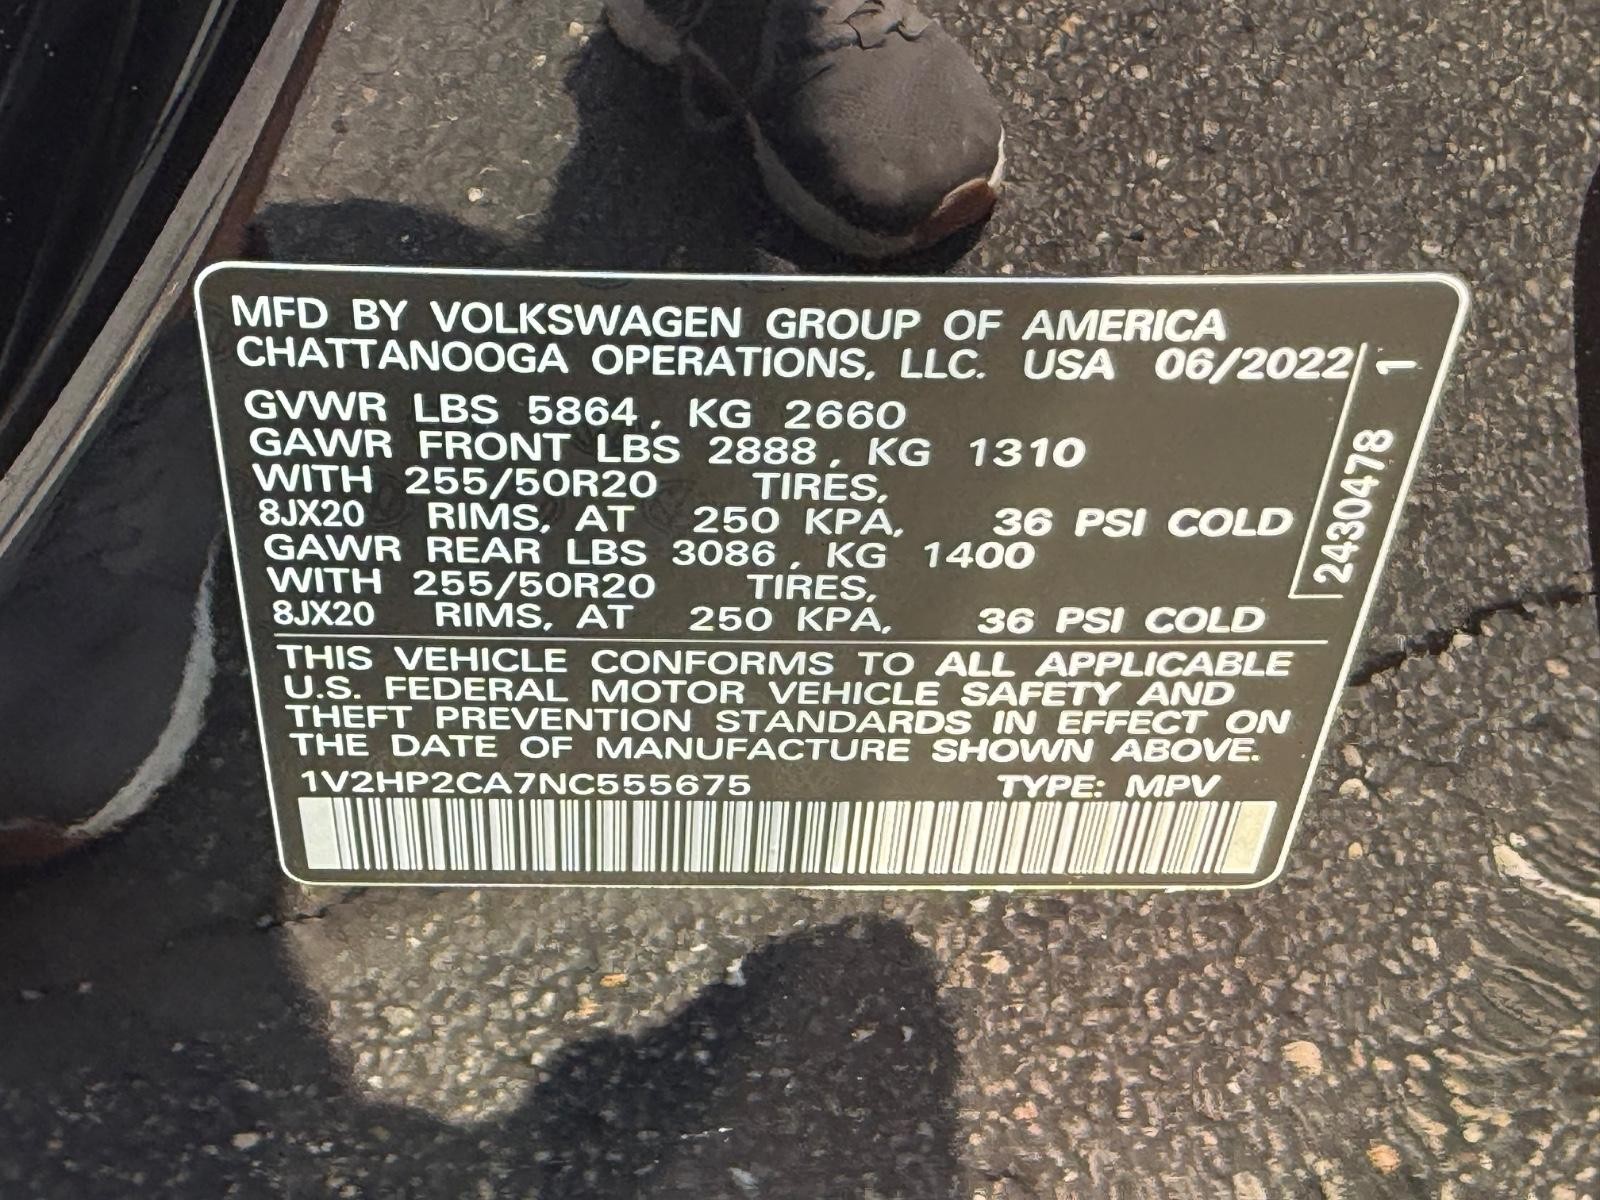 MFD BY VOLKSWAGEN GROUP OF AMERICA
CHATTANOOGA OPERATIONS, LLC. USA 06/2022
GVWR LBS 5864, KG 2660
GAWR FRONT LBS 2888, KG 1310
WITH 255/50R20 TIRES,
8JX20 RIMS, AT 250 KPA, 36 PSI COLD
GAWR REAR LBS 3086, KG 1400
WITH 255/50R20 TIRES,
8JX20 RIMS, AT 250 KPA, 36 PSI COLD
THIS VEHICLE CONFORMS TO ALL APPLICABLE
U.S. FEDERAL MOTOR VEHICLE SAFETY AND
THEFT PREVENTION STANDARDS IN EFFECT ON
THE DATE OF MANUFACTURE SHOWN ABOVE.
1V2HP2CA7NC555675 TYPE: MPV
2430478 1